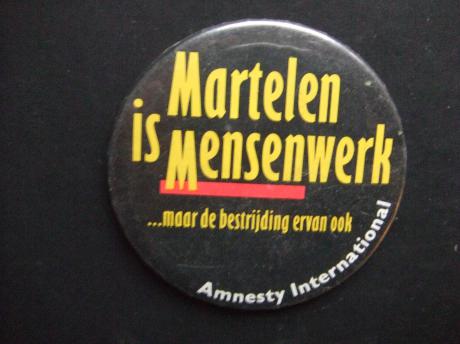 Martelen
is Mensenwerk
...maar de bestrijding ervan ook
Amnesty International